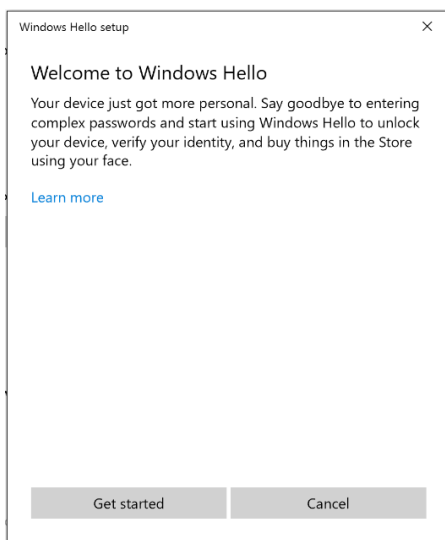 Windows Hello setup
Welcome to Windows Hello
Your device just got more personal. Say goodbye to entering
complex passwords and start using Windows Hello to unlock
your device, verify your identity, and buy things in the Store
using your face.
Learn more
Get started
Cancel